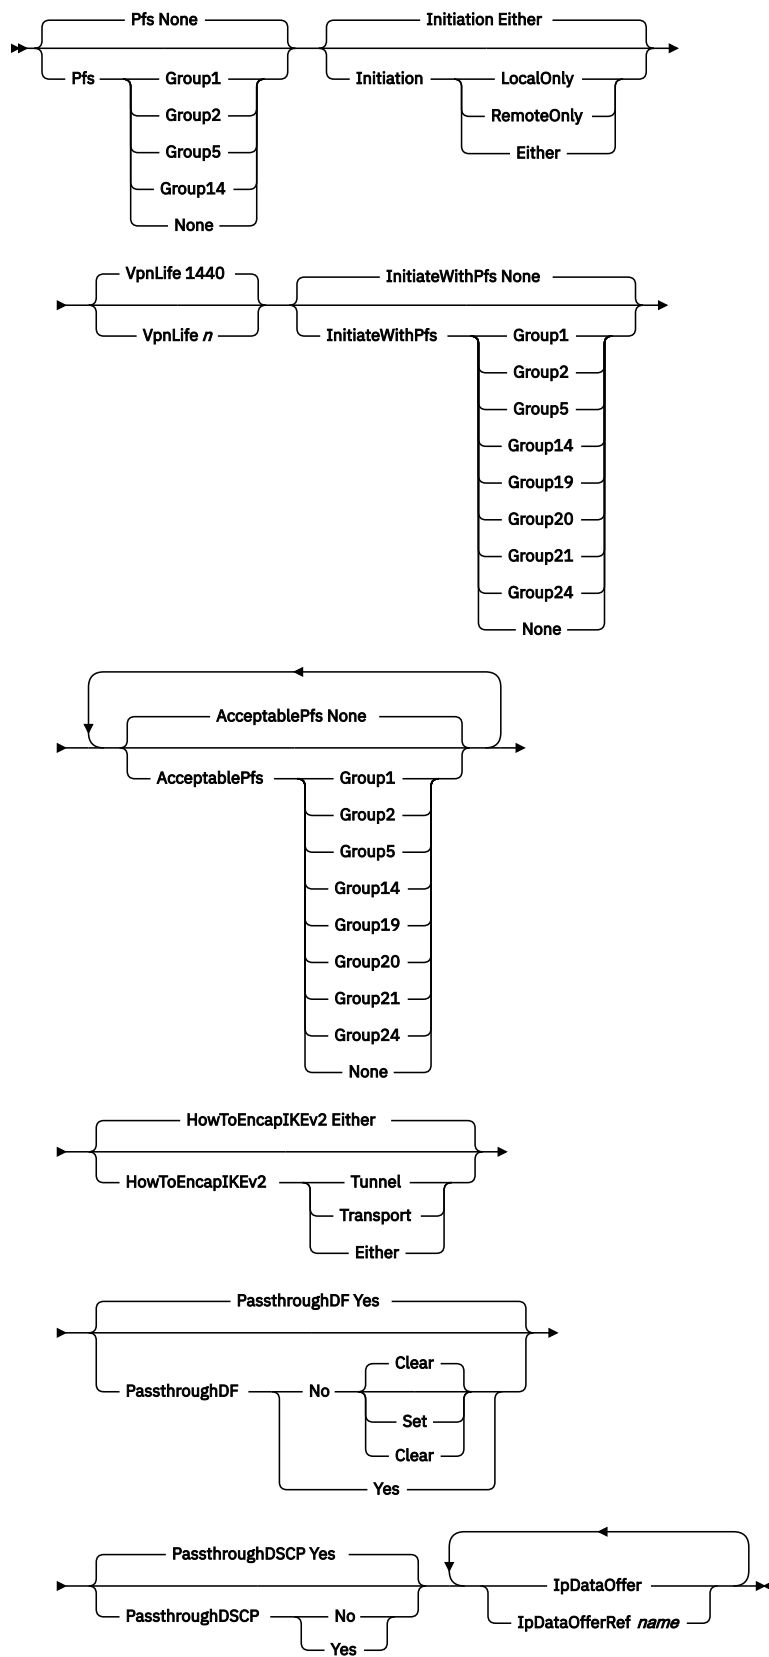 Pfs None
Initiation Either
Pfs Group1
Initiation LocalOnly
Group2
RemoteOnly
Group5
Either
Group14
None
VpnLife 1440
InitiateWithPfs None
VpnLife n
InitiateWithPfs Group1
Group2
Group5
Group14
Group19
Group20
Group21
Group24
None
AcceptablePfs None
AcceptablePfs Group1
Group2
Group5
Group14
Group19
Group20
Group21
Group24
None
HowToEncapIKEv2 Either
HowToEncapIKEv2 Tunnel
Transport
Either
PassthroughDF Yes
Clear
PassthroughDF No
Set
Clear
Yes
PassthroughDSCP Yes
IpDataOffer
PassthroughDSCP No
IpDataOfferRef name
Yes